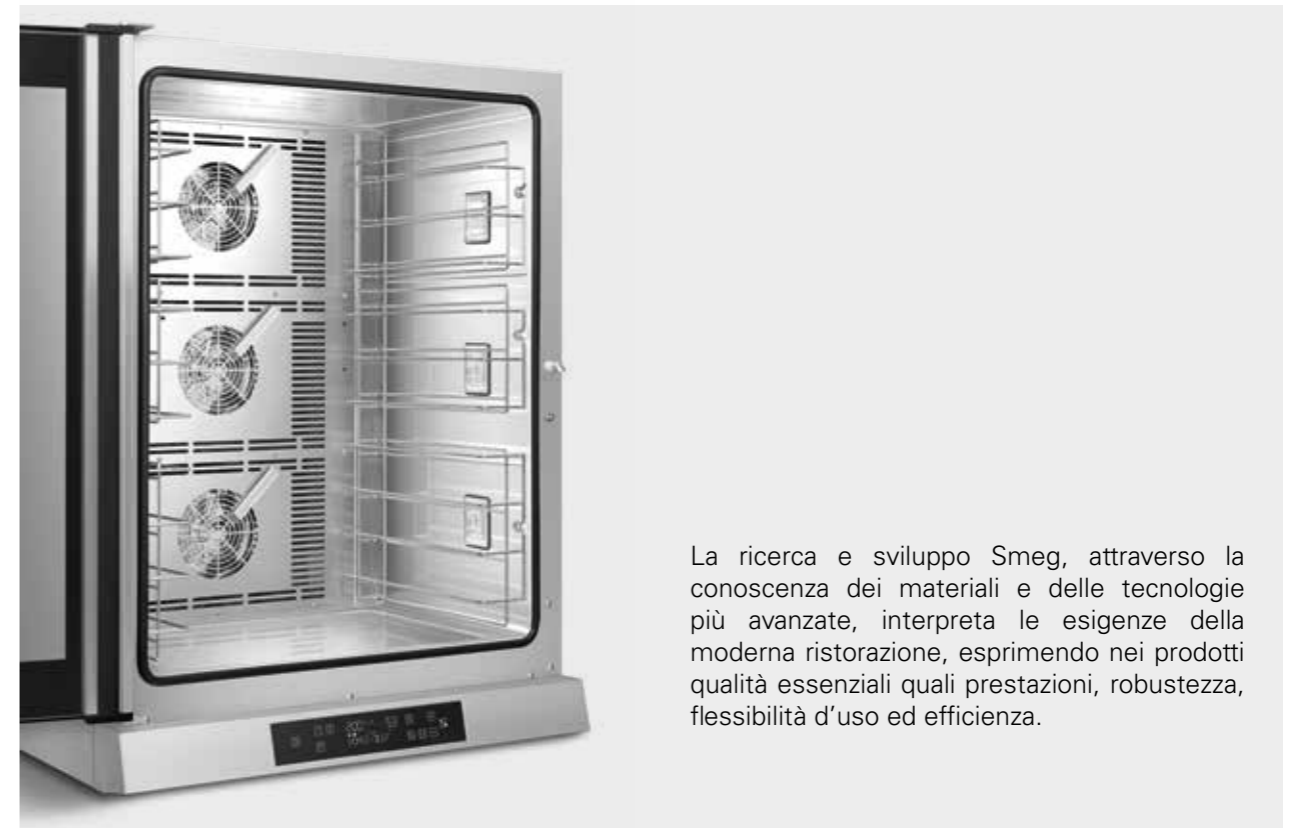 La ricerca e sviluppo Smeg, attraverso la
conoscenza dei materiali e delle tecnologie
più avanzate, interpreta le esigenze della
moderna ristorazione, esprimendo nei prodotti
qualità essenziali quali prestazioni, robustezza,
flessibilità d’uso ed efficienza.